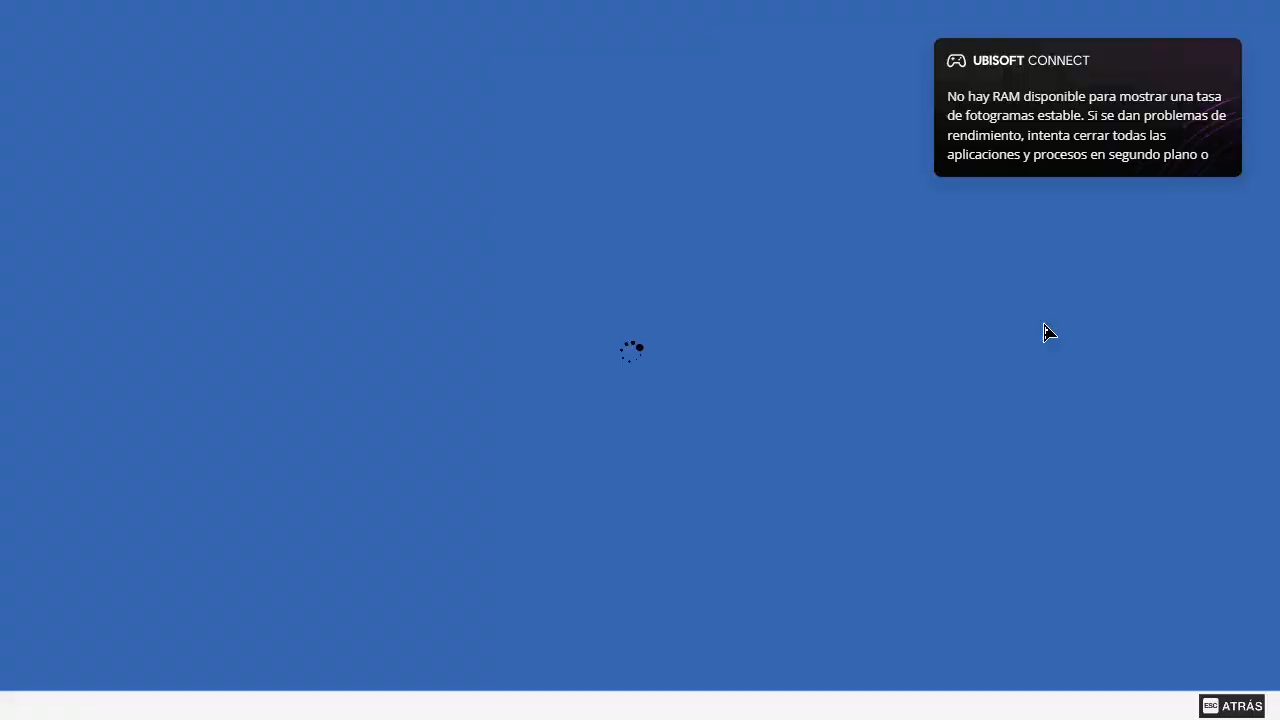 UBISOFT CONNECT
No hay RAM disponible para mostrar una tasa
de fotogramas estable. Si se dan problemas de
rendimiento, intenta cerrar todas las
aplicaciones y procesos en segundo plano o
ESC ATRÁS